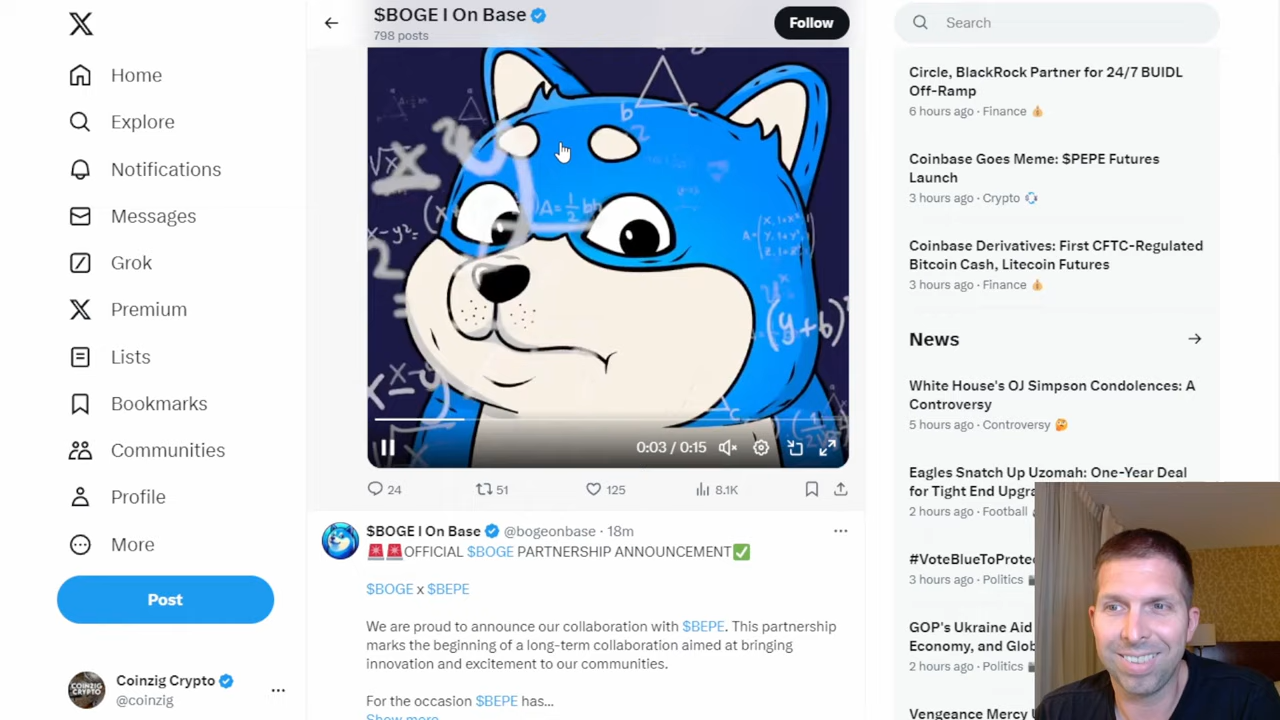 Home
Explore
Notifications
Messages
Grok
Premium
Lists
Bookmarks
Communities
Profile
More
Post
Coinzig Crypto
@coinzig
$BOGE I On Base
798 posts
Follow
0:03 / 0:15
24
51
125
8.1K
$BOGE I On Base @bogeonbase · 18m
🚨🚨OFFICIAL $BOGE PARTNERSHIP ANNOUNCEMENT✅
$BOGE x $BEPE
We are proud to announce our collaboration with $BEPE. This partnership
marks the beginning of a long-term collaboration aimed at bringing
innovation and excitement to our communities.
For the occasion $BEPE has...
Show more
Search
Circle, BlackRock Partner for 24/7 BUIDL
Off-Ramp
6 hours ago · Finance
Coinbase Goes Meme: $PEPE Futures
Launch
3 hours ago · Crypto
Coinbase Derivatives: First CFTC-Regulated
Bitcoin Cash, Litecoin Futures
3 hours ago · Finance
News
White House's OJ Simpson Condolences: A
Controversy
5 hours ago · Controversy
Eagles Snatch Up Uzomah: One-Year Deal
for Tight End Upgra
2 hours ago · Football
#VoteBlueToProte
3 hours ago · Politics
GOP's Ukraine Aid
Economy, and Glob
2 hours ago · Politics
Vengeance Mercy